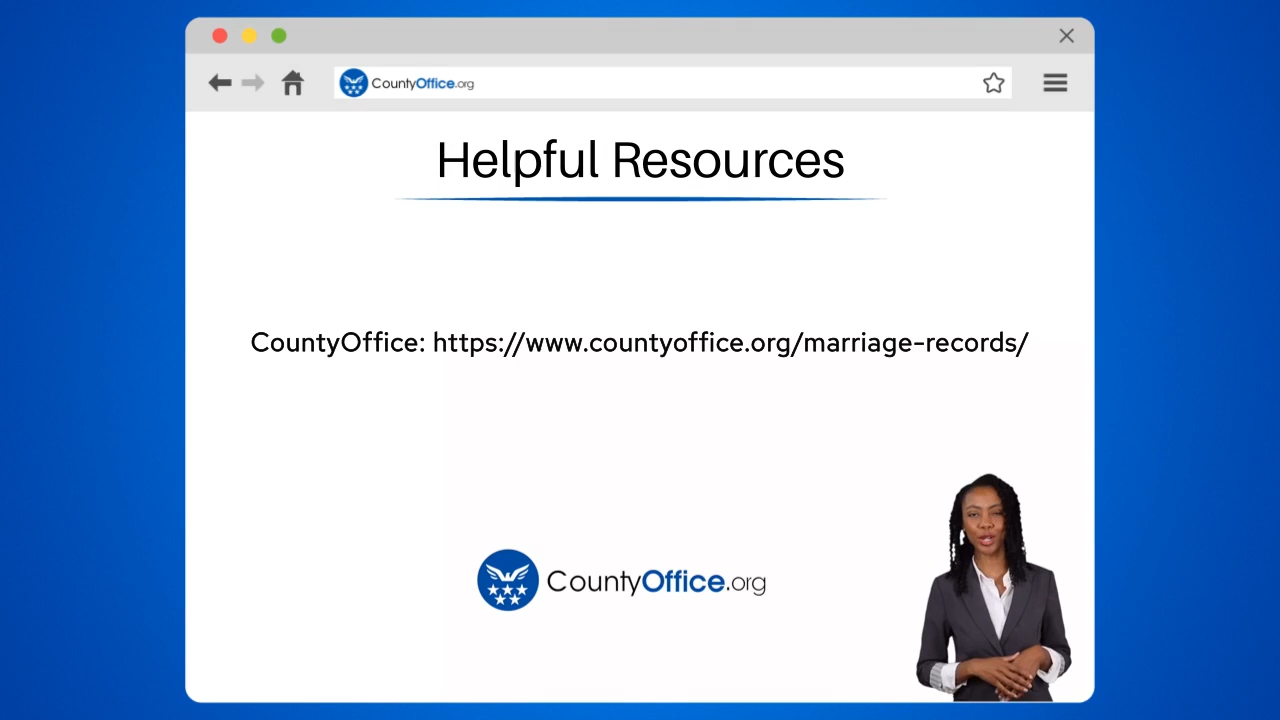 CountyOffice.org
Helpful Resources
CountyOffice: https://www.countyoffice.org/marriage-records/
CountyOffice.org